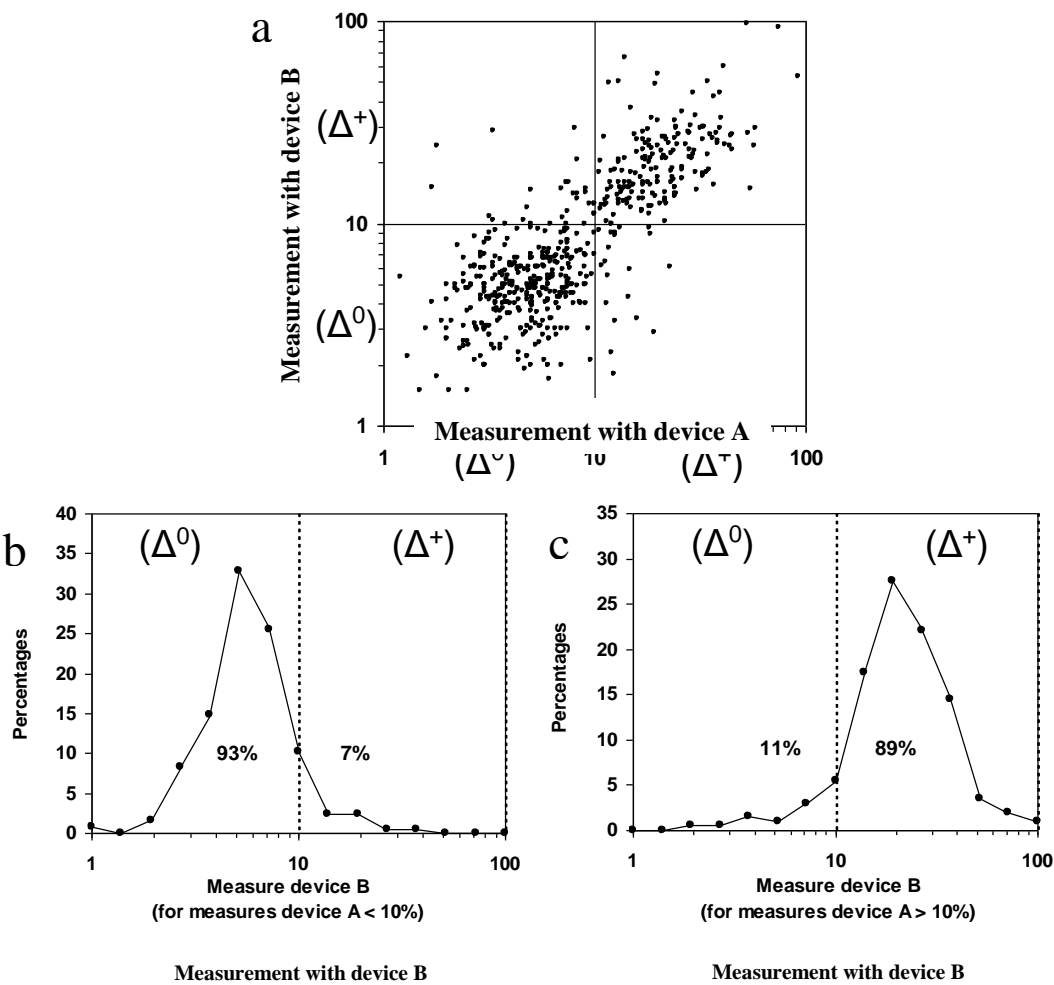 a
Measurement with device B
100
(Δ⁺)
10
(Δ⁰)
1
Measurement with device A
1 10 100
(Δ⁰) (Δ⁺)
b
Percentages
40
35
30
25
20
15
10
5
0
(Δ⁰) (Δ⁺)
93% 7%
1 10 100
Measure device B
(for measures device A < 10%)
Measurement with device B
c
Percentages
35
30
25
20
15
10
5
0
(Δ⁰) (Δ⁺)
11% 89%
1 10 100
Measure device B
(for measures device A > 10%)
Measurement with device B